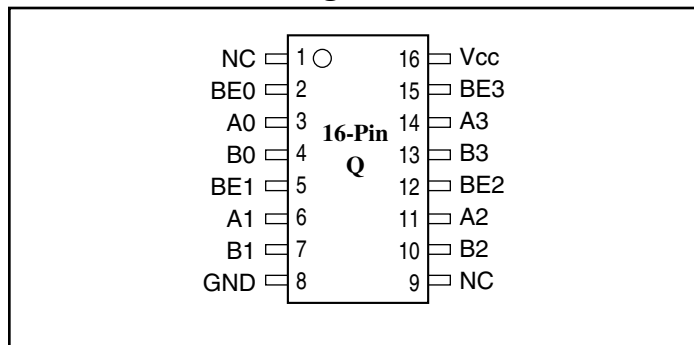 NC 1 16 Vcc
BE0 2 15 BE3
A0 3 14 A3
16-Pin
B0 4 13 B3
Q
BE1 5 12 BE2
A1 6 11 A2
B1 7 10 B2
GND 8 9 NC